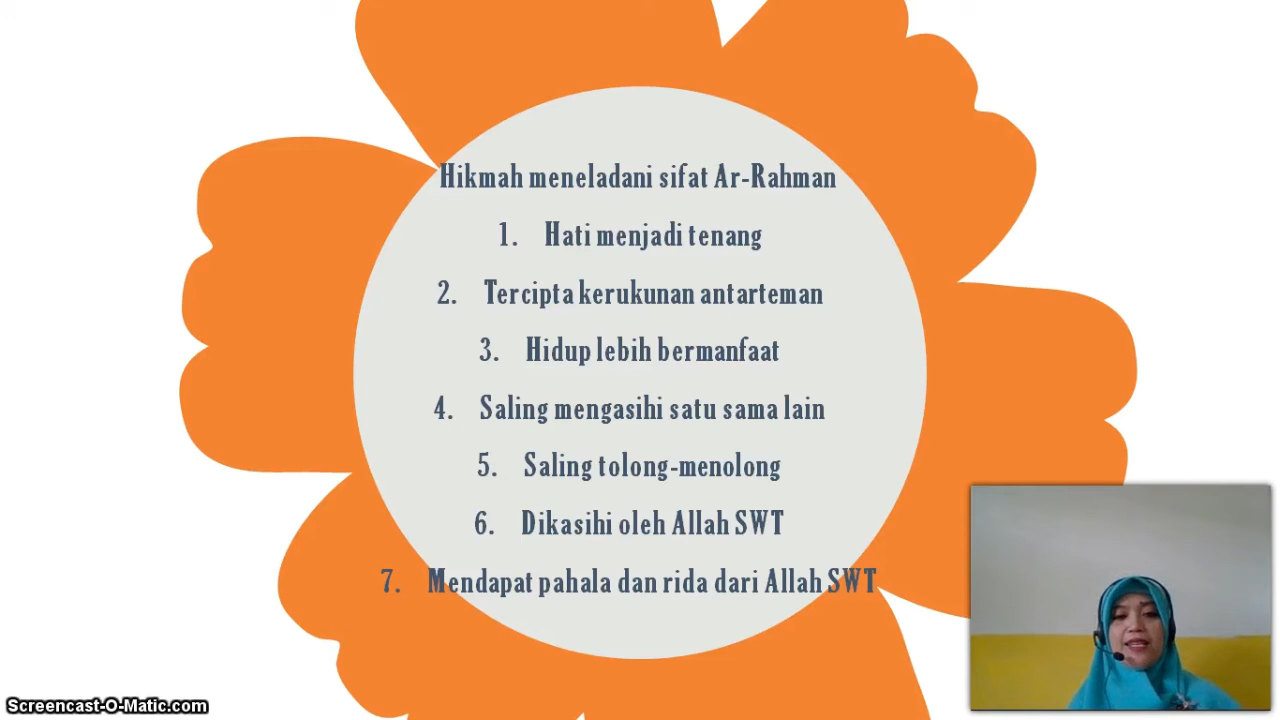 Hikmah meneladani sifat Ar-Rahman
1. Hati menjadi tenang
2. Tercipta kerukunan antarteman
3. Hidup lebih bermanfaat
4. Saling mengasihi satu sama lain
5. Saling tolong-menolong
6. Dikasihi oleh Allah SWT
7. Mendapat pahala dan rida dari Allah SWT
Screencast-O-Matic.com